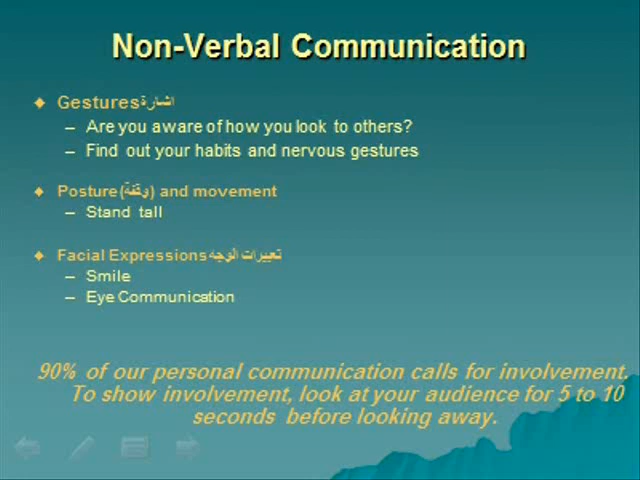 Non-Verbal Communication
Gestures اشارة
– Are you aware of how you look to others?
– Find out your habits and nervous gestures
Posture (وقفة) and movement
– Stand tall
Facial Expressions تعبيرات الوجه
– Smile
– Eye Communication
90% of our personal communication calls for involvement.
To show involvement, look at your audience for 5 to 10
seconds before looking away.